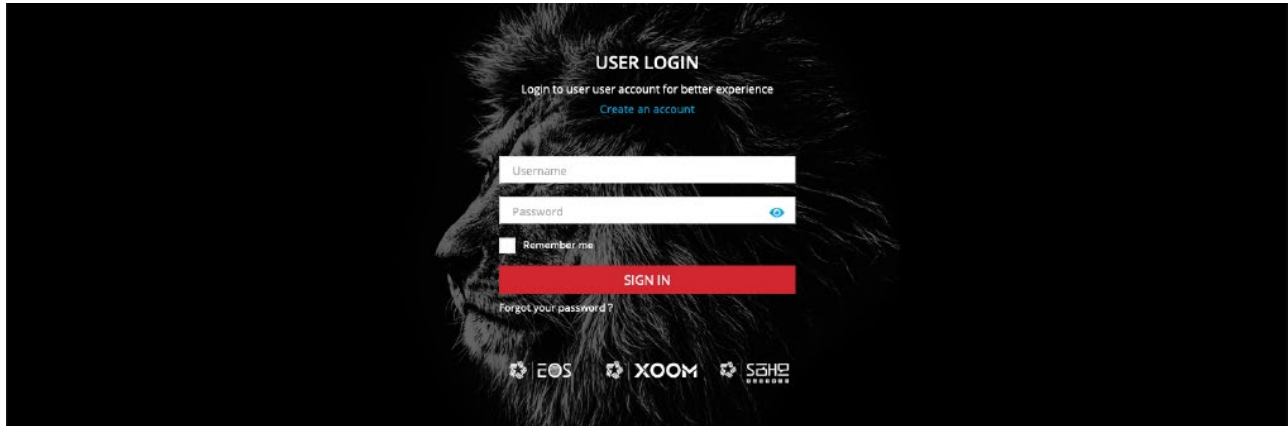 USER LOGIN
Login to user user account for better experience
Create an account
Username
Password
Remember me
SIGN IN
Forgot your password ?
EOS XOOM SAHO